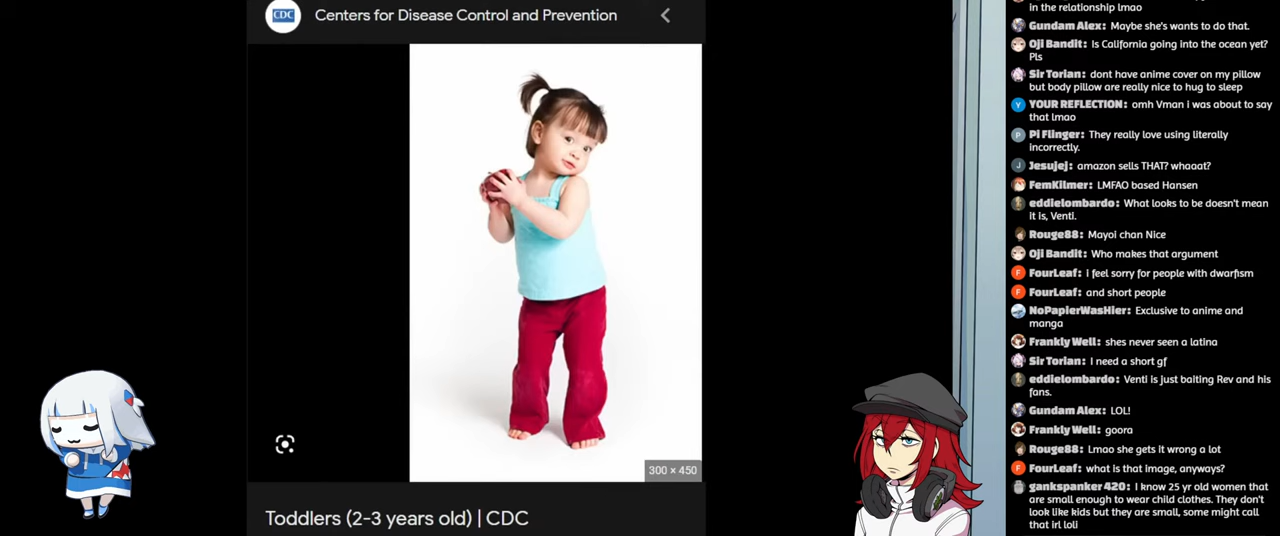 CDC
Centers for Disease Control and Prevention
300 × 450
Toddlers (2-3 years old) | CDC
in the relationship lmao
Gundam Alex: Maybe she's wants to do that.
Oji Bandit: Is California going into the ocean yet?
Pls
Sir Torian: dont have anime cover on my pillow
but body pillow are really nice to hug to sleep
Y YOUR REFLECTION: omh Vman i was about to say
that lmao
P Pi Flinger: They really love using literally
incorrectly.
J Jesujej: amazon sells THAT? whaaat?
FemKilmer: LMFAO based Hansen
eddielombardo: What looks to be doesn't mean
it is, Venti.
Rouge88: Mayoi chan Nice
Oji Bandit: Who makes that argument
F FourLeaf: i feel sorry for people with dwarfism
F FourLeaf: and short people
NoPapierWasHier: Exclusive to anime and
manga
Frankly Well: shes never seen a latina
Sir Torian: I need a short gf
eddielombardo: Venti is just baiting Rev and his
fans.
Gundam Alex: LOL!
Frankly Well: goora
Rouge88: Lmao she gets it wrong a lot
F FourLeaf: what is that image, anyways?
gankspanker 420: I know 25 yr old women that
are small enough to wear child clothes. They don't
look like kids but they are small, some might call
that irl loli